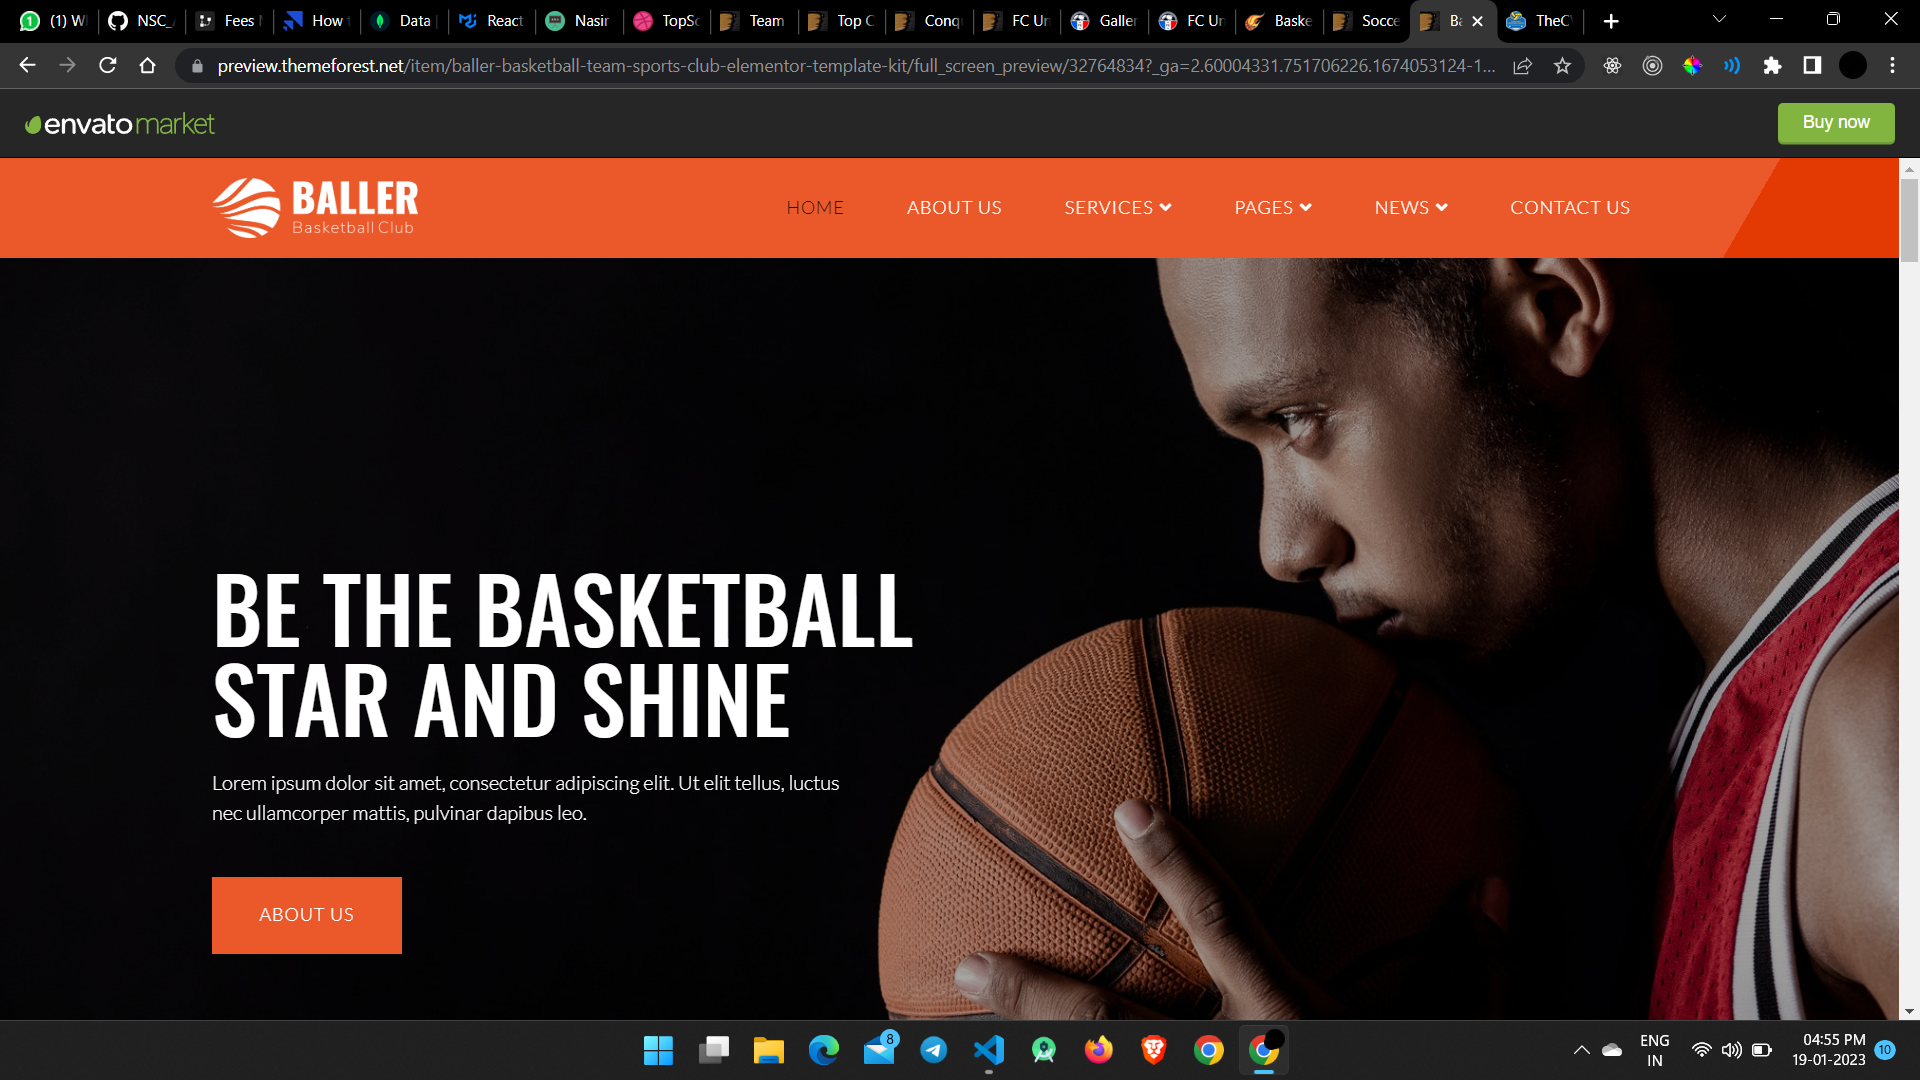 (1) W
NSC_
Fees
How
Data
React
Nasir
TopSc
Team
Top C
Conq
FC Un
Galler
FC Un
Baske
Socce
Ba
TheC
preview.themeforest.net/item/baller-basketball-team-sports-club-elementor-template-kit/full_screen_preview/32764834?_ga=2.60004331.751706226.1674053124-1...
envato market
Buy now
BALLER
Basketball Club
HOME
ABOUT US
SERVICES
PAGES
NEWS
CONTACT US
BE THE BASKETBALL
STAR AND SHINE
Lorem ipsum dolor sit amet, consectetur adipiscing elit. Ut elit tellus, luctus
nec ullamcorper mattis, pulvinar dapibus leo.
ABOUT US
8
ENG
IN
04:55 PM
19-01-2023
10